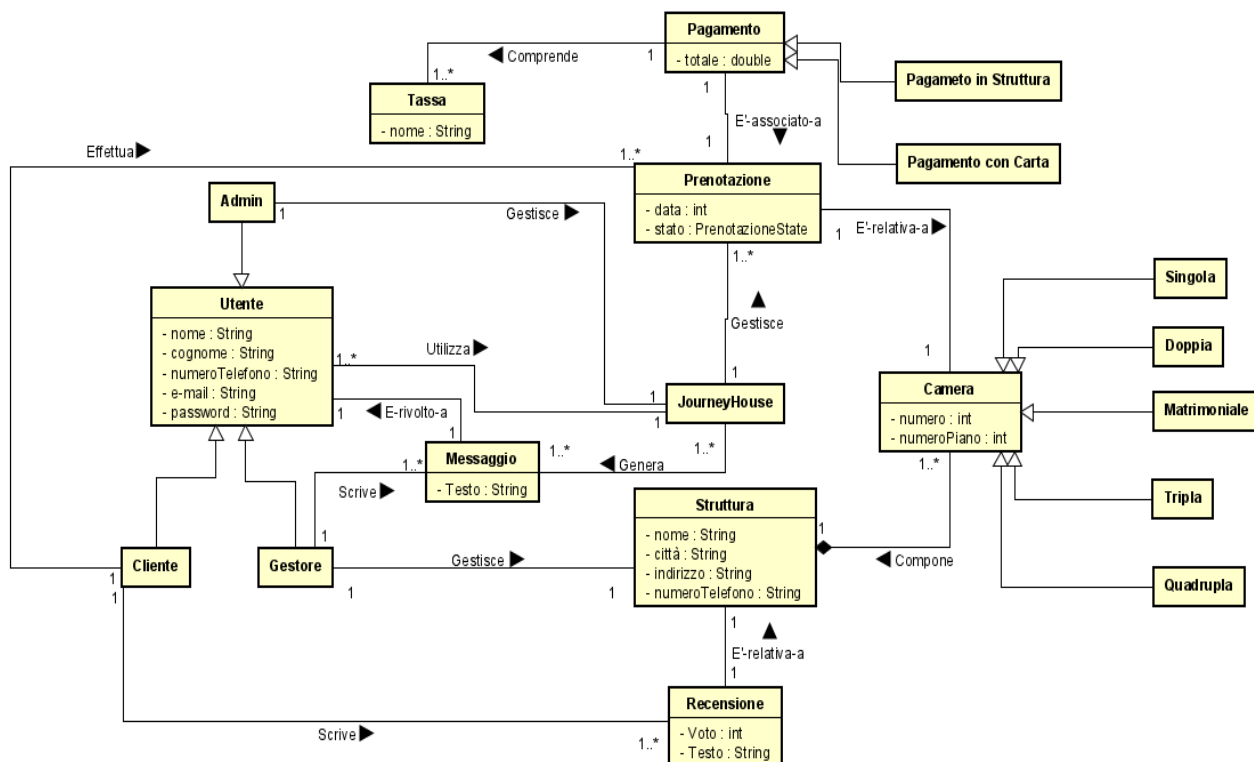 Pagamento
- totale : double
1
Comprende
1..*
Tassa
- nome : String
Pagameto in Struttura
Pagamento con Carta
1
E'-associato-a
1
Effettua
1..*
Prenotazione
- data : int
- stato : PrenotazioneState
1
E'-relativa-a
1
1..*
Gestisce
1
Admin
1
Gestisce
1
Utente
- nome : String
- cognome : String
- numeroTelefono : String
- e-mail : String
- password : String
1..*
Utilizza
1
1
E-rivolto-a
1
JourneyHouse
1..*
Genera
1..*
Messaggio
- Testo : String
1..*
Scrive
1
Camera
- numero : int
- numeroPiano : int
1..*
Singola
Doppia
Matrimoniale
Tripla
Quadrupla
Struttura
- nome : String
- città : String
- indirizzo : String
- numeroTelefono : String
1
Compone
Cliente
1
1
Gestore
1
Gestisce
1
1
E'-relativa-a
1
Recensione
- Voto : int
- Testo : String
Scrive
1..*